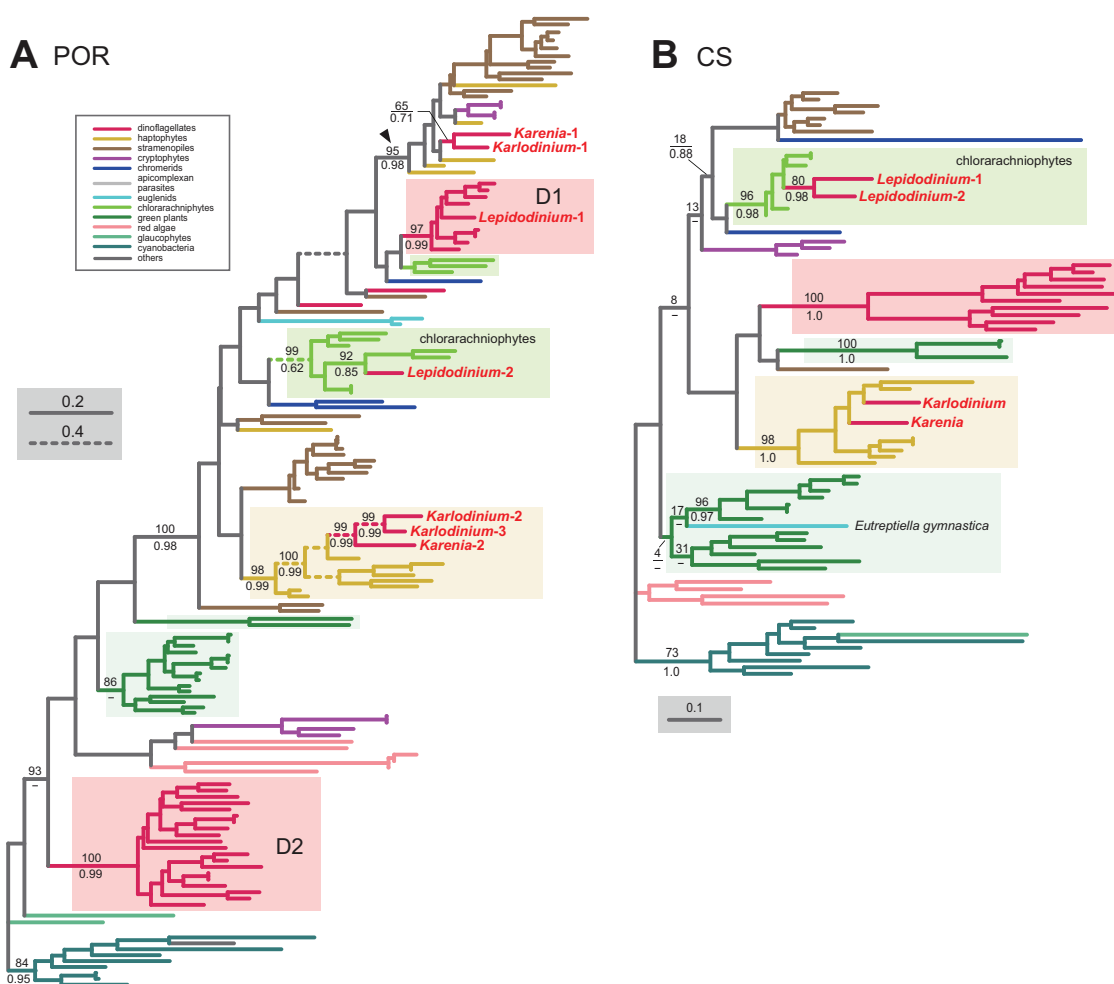 A POR
dinoflagellates
haptophytes
stramenopiles
cryptophytes
chromerids
apicomplexan
parasites
euglenids
chlorarachniphytes
green plants
red algae
glaucophytes
cyanobacteria
others
65
0.71
Karenia-1
95
Karlodinium-1
0.98
D1
Lepidodinium-1
97
0.99
chlorarachniophytes
99
92
0.62
0.85
Lepidodinium-2
0.2
0.4
99
Karlodinium-2
99
0.99
Karlodinium-3
0.99
Karenia-2
100
0.98
100
0.99
98
0.99
86
–
93
–
D2
100
0.99
84
0.95
B CS
18
0.88
chlorarachniophytes
80
Lepidodinium-1
0.98
Lepidodinium-2
96
0.98
13
–
8
–
100
1.0
100
1.0
Karlodinium
Karenia
98
1.0
96
17
0.97
–
Eutreptiella gymnastica
4
–
31
–
73
1.0
0.1